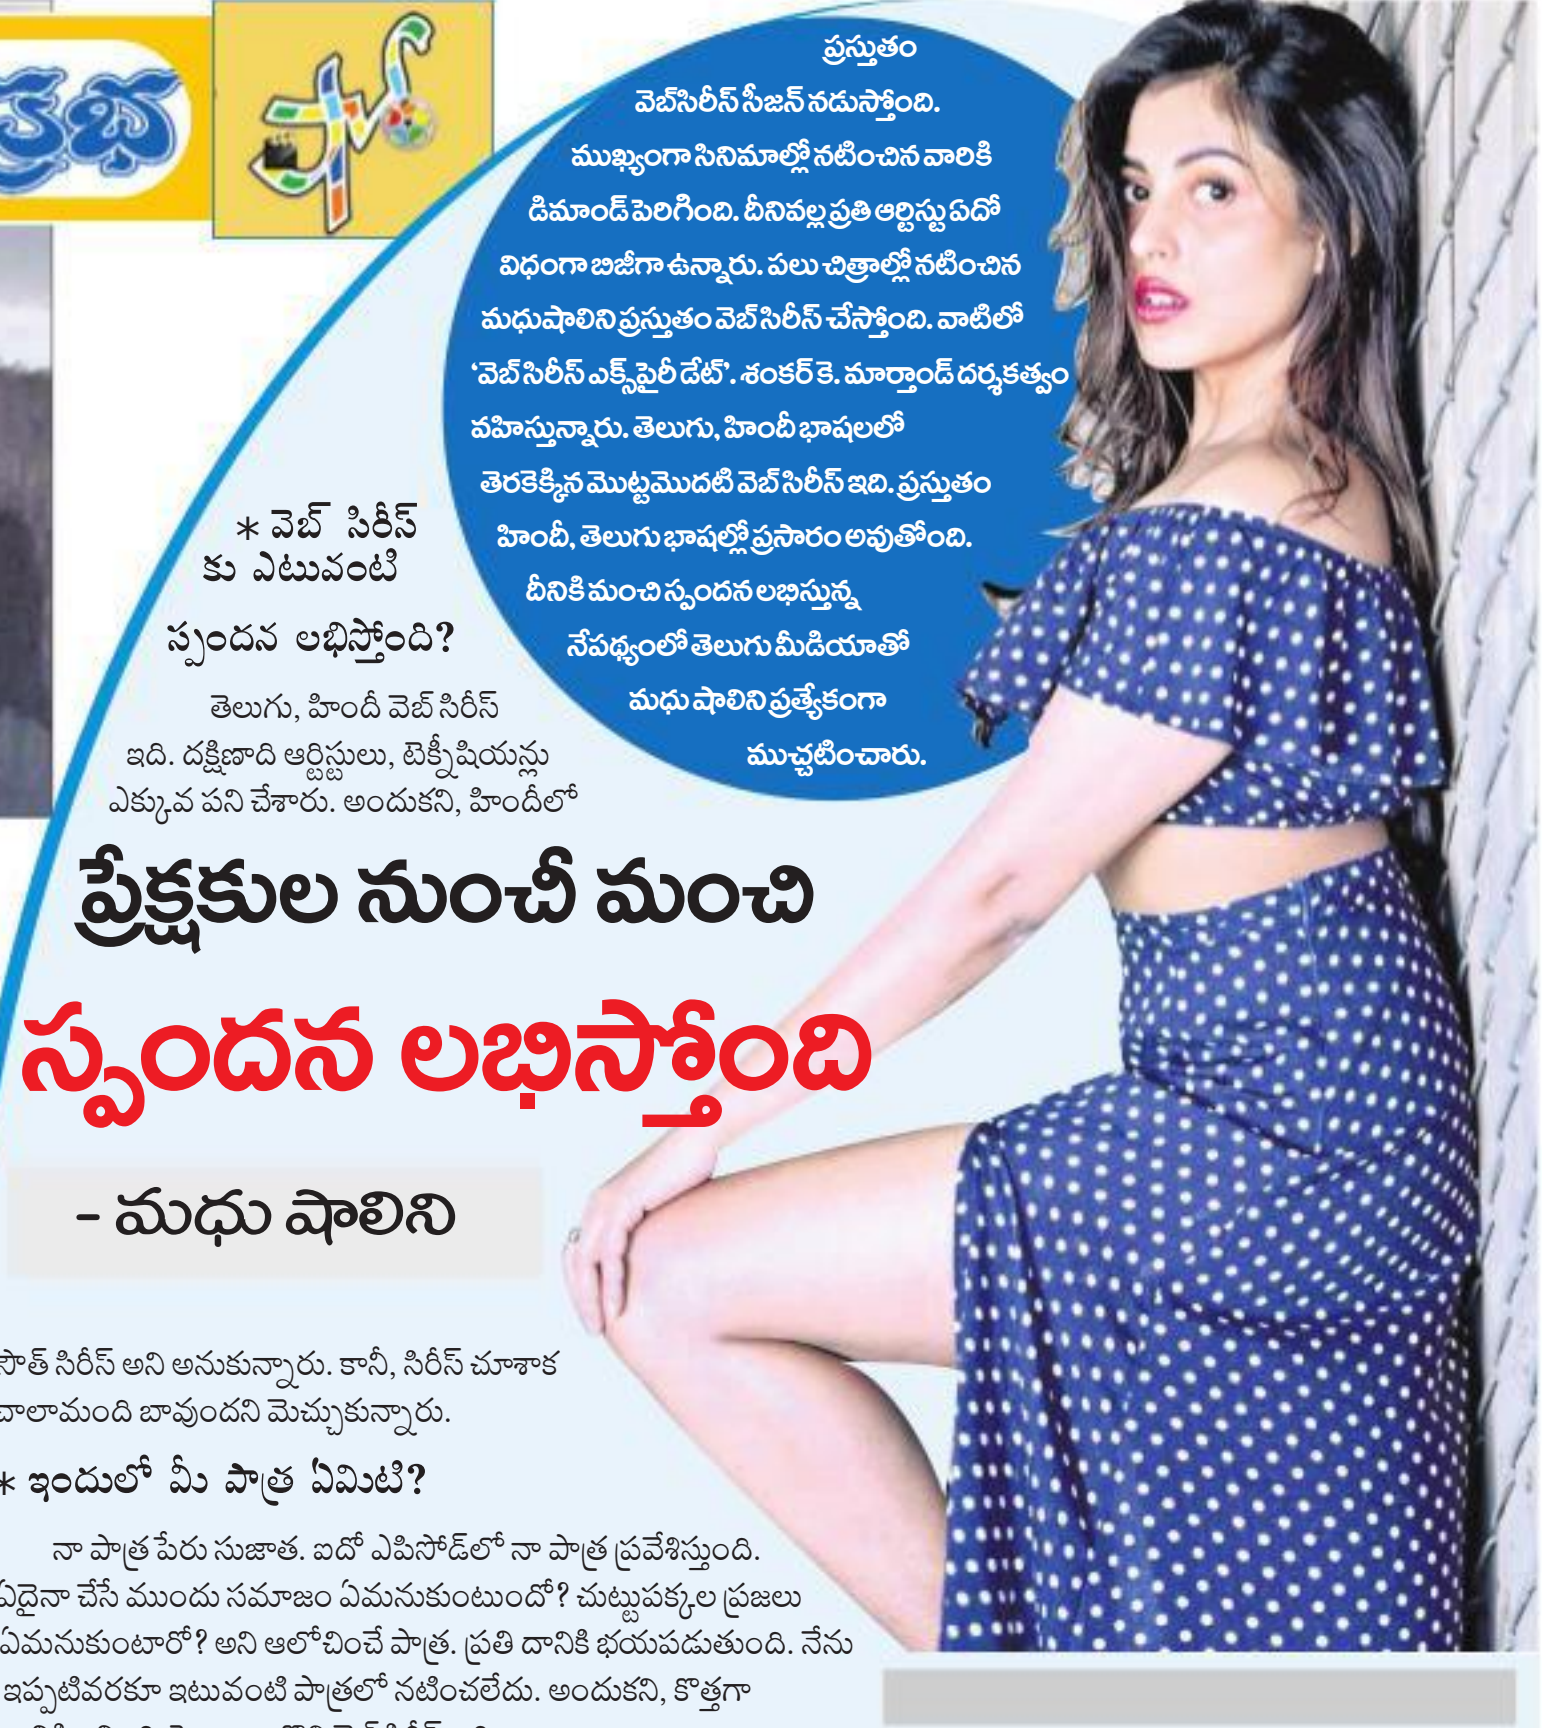 ప్రభ
షో
ప్రస్తుతం
వెబ్‌సిరీస్ సీజన్ నడుస్తోంది.
ముఖ్యంగా సినిమాల్లో నటించిన వారికి
డిమాండ్ పెరిగింది. దీనివల్ల ప్రతి ఆర్టిస్టు ఏదో
విధంగా బిజీగా ఉన్నారు. పలు చిత్రాల్లో నటించిన
మధుషాలిని ప్రస్తుతం వెబ్ సిరీస్ చేస్తోంది. వాటిలో
‘వెబ్ సిరీస్ ఎక్స్‌పైరీ డేట్’. శంకర్ కె. మార్తాండ్ దర్శకత్వం
వహిస్తున్నారు. తెలుగు, హిందీ భాషలలో
తెరకెక్కిన మొట్టమొదటి వెబ్ సిరీస్ ఇది. ప్రస్తుతం
హిందీ, తెలుగు భాషల్లో ప్రసారం అవుతోంది.
దీనికి మంచి స్పందన లభిస్తున్న
నేపథ్యంలో తెలుగు మీడియాతో
మధు షాలిని ప్రత్యేకంగా
ముచ్చటించారు.
* వెబ్ సిరీస్
కు ఎటువంటి
స్పందన లభిస్తోంది?
తెలుగు, హిందీ వెబ్ సిరీస్
ఇది. దక్షిణాది ఆర్టిస్టులు, టెక్నీషియన్లు
ఎక్కువ పని చేశారు. అందుకని, హిందీలో
ప్రేక్షకుల నుంచీ మంచి
స్పందన లభిస్తోంది
- మధు షాలిని
సౌత్ సిరీస్ అని అనుకున్నారు. కానీ, సిరీస్ చూశాక
చాలామంది బావుందని మెచ్చుకున్నారు.
* ఇందులో మీ పాత్ర ఏమిటి?
నా పాత్ర పేరు సుజాత. ఐదో ఎపిసోడ్‌లో నా పాత్ర ప్రవేశిస్తుంది.
ఏదైనా చేసే ముందు సమాజం ఏమనుకుంటుందో? చుట్టుపక్కల ప్రజలు
ఏమనుకుంటారో? అని ఆలోచించే పాత్ర. ప్రతి దానికి భయపడుతుంది. నేను
ఇప్పటివరకూ ఇటువంటి పాత్రలో నటించలేదు. అందుకని, కొత్తగా